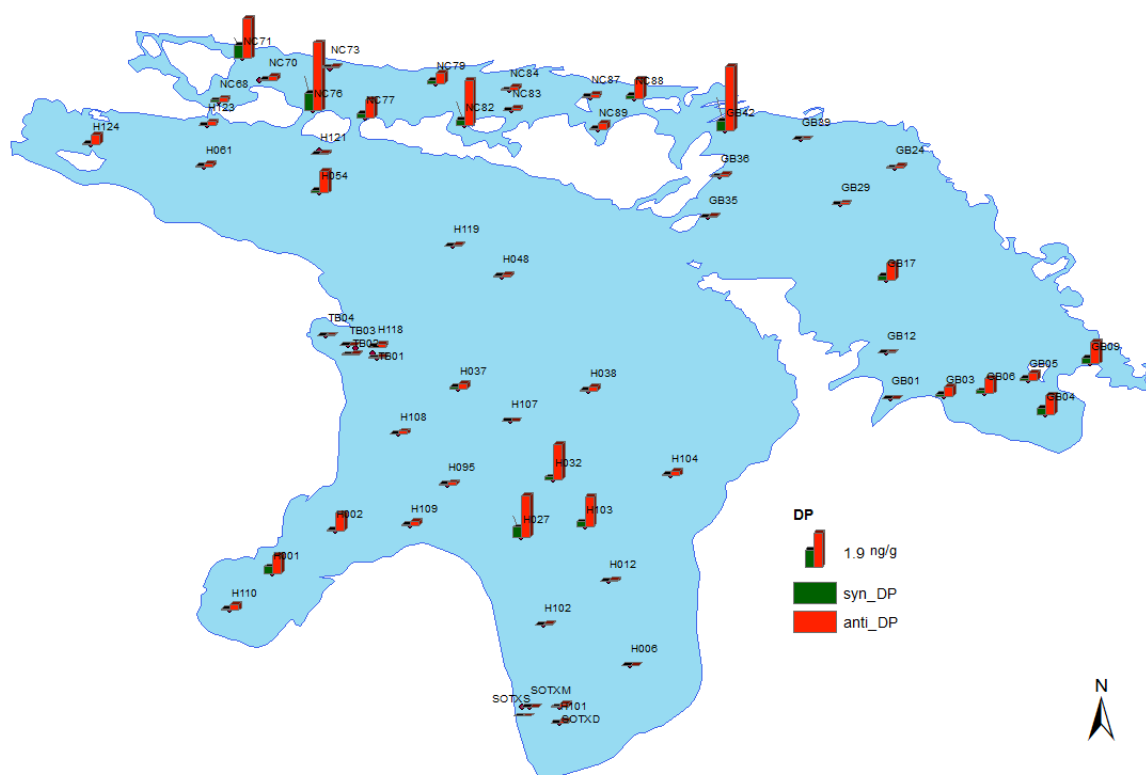 NC71
NC73
NC70
NC79
NC84
NC68
NC76
NC87
NC88
NC83
NC77
H123
NC82
NC89
GB42
H124
GB39
H121
H061
GB36
GB24
H054
GB29
GB35
H119
H048
GB17
TB04
TB03
H118
TB02
TB01
GB12
GB09
GB05
H037
H038
GB01
GB03
GB06
GB04
H107
H108
H032
H104
H095
DP
1.9 ng/g
H002
H109
H027
H103
H001
H012
syn_DP
H110
H102
anti_DP
H006
N
SOTXS
SOTXM
H101
SOTXD